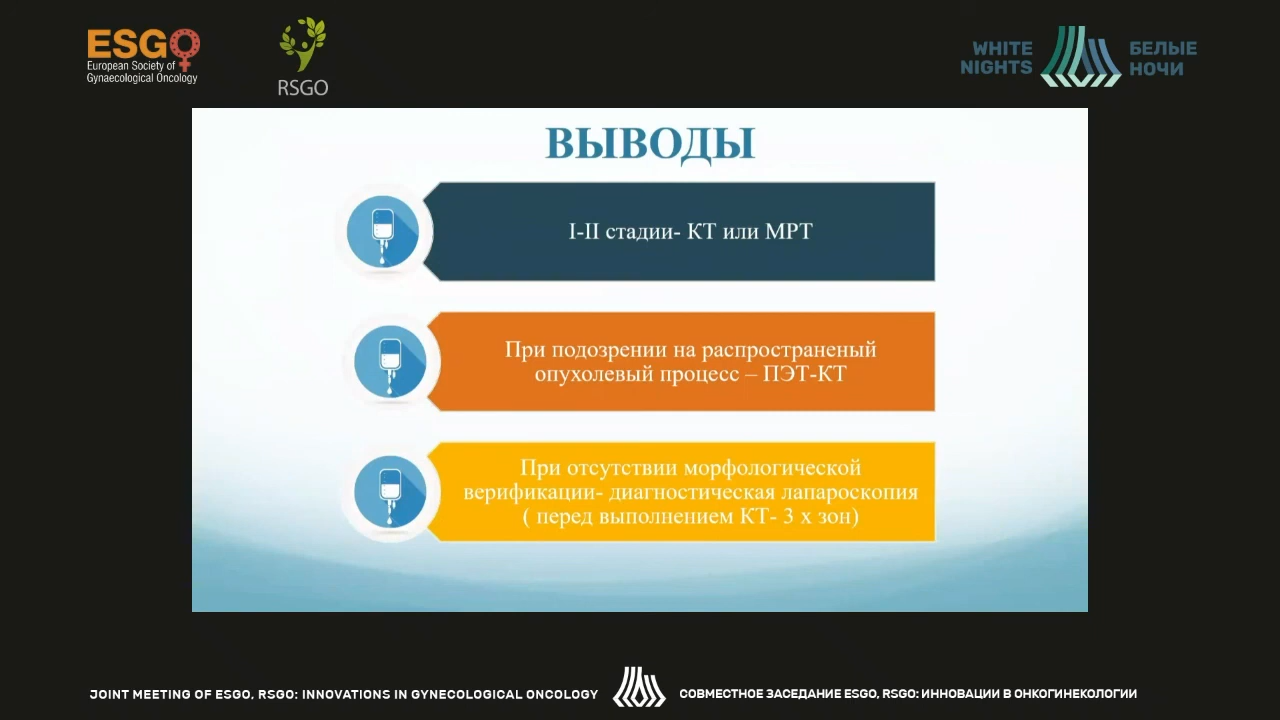 ESGO
European Society of
Gynaecological Oncology
RSGO
WHITE
NIGHTS
БЕЛЫЕ
НОЧИ
ВЫВОДЫ
I-II стадии- КТ или МРТ
При подозрении на распространеный
опухолевый процесс – ПЭТ-КТ
При отсутствии морфологической
верификации- диагностическая лапароскопия
( перед выполнением КТ- 3 х зон)
JOINT MEETING OF ESGO, RSGO: INNOVATIONS IN GYNECOLOGICAL ONCOLOGY
СОВМЕСТНОЕ ЗАСЕДАНИЕ ESGO, RSGO: ИННОВАЦИИ В ОНКОГИНЕКОЛОГИИ